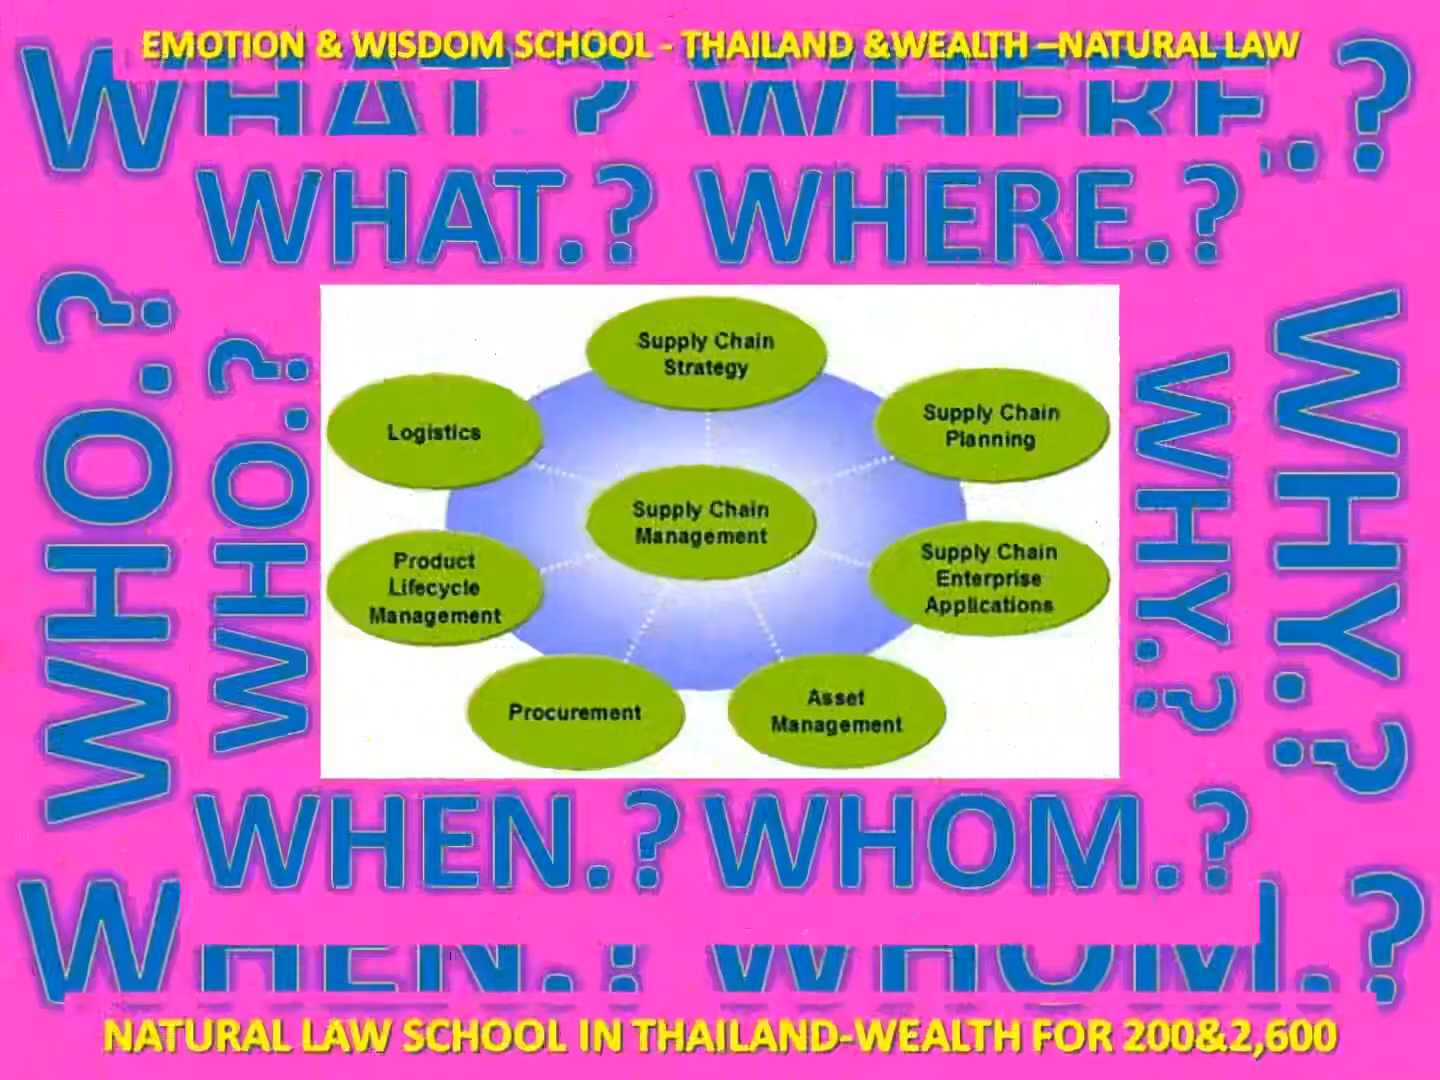 EMOTION & WISDOM SCHOOL - THAILAND &WEALTH –NATURAL LAW
WHAT.? WHERE.?
WHAT.? WHERE.?
WHO.?
WHO.?
WHY.?
WHY.?
Supply Chain
Strategy
Logistics
Supply Chain
Planning
Supply Chain
Management
Product
Lifecycle
Management
Supply Chain
Enterprise
Applications
Procurement
Asset
Management
WHEN.? WHOM.?
WHEN.? WHOM.?
NATURAL LAW SCHOOL IN THAILAND-WEALTH FOR 200&2,600